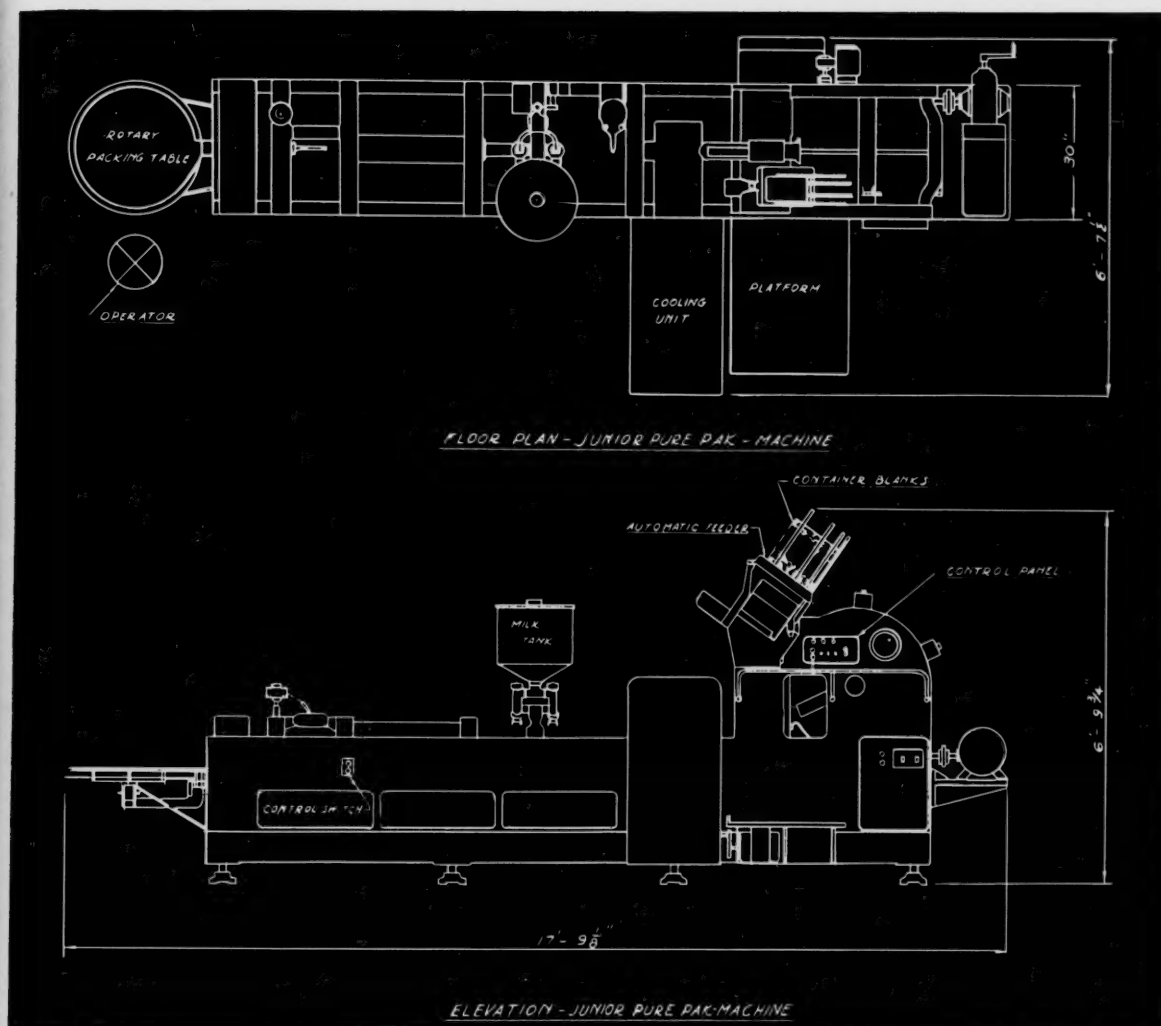 ROTARY
PACKING TABLE
OPERATOR
COOLING
UNIT
PLATFORM
30"
6'-7½"
FLOOR PLAN - JUNIOR PURE PAK - MACHINE
CONTAINER BLANKS
AUTOMATIC FEEDER
CONTROL PANEL
MILK
TANK
CONTROL SWITCH
6'-9¾"
17'-9⅛"
ELEVATION - JUNIOR PURE PAK-MACHINE